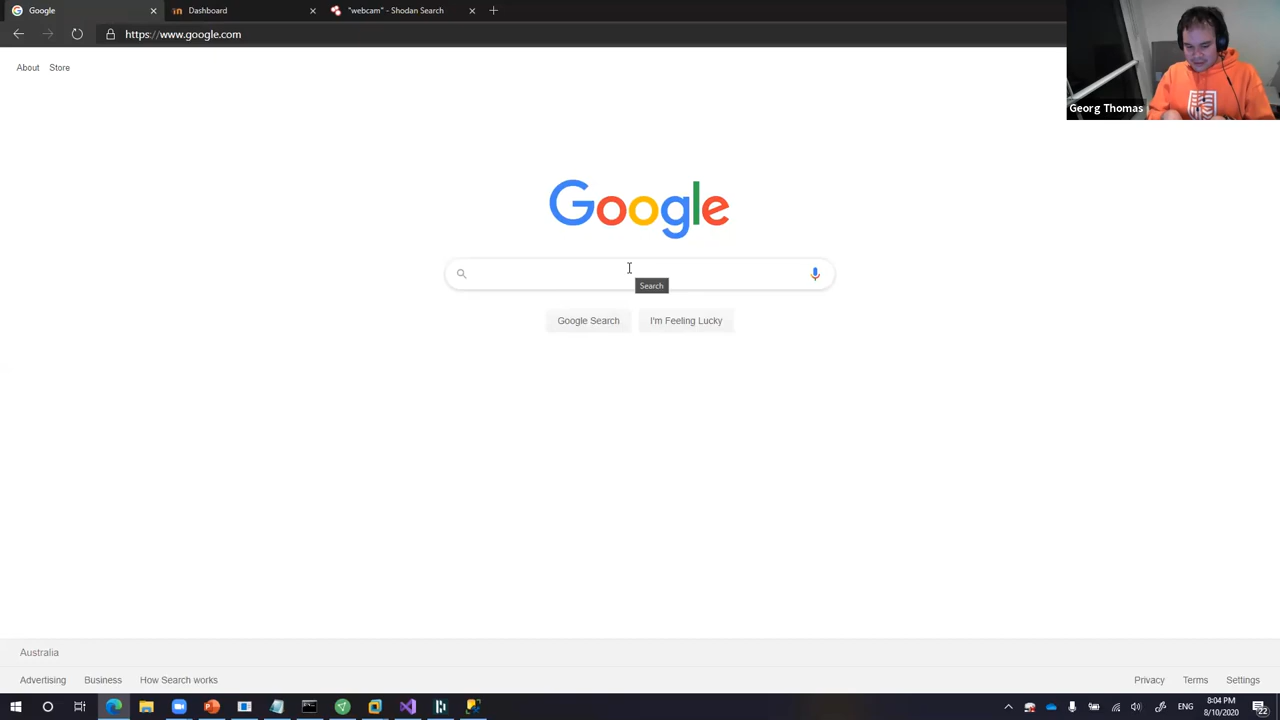 Google
Dashboard
"webcam" - Shodan Search
https://www.google.com
About Store
Georg Thomas
Google
Search
Google Search
I'm Feeling Lucky
Australia
Advertising Business How Search works
Privacy Terms Settings
ENG
8:04 PM
8/10/2020
22